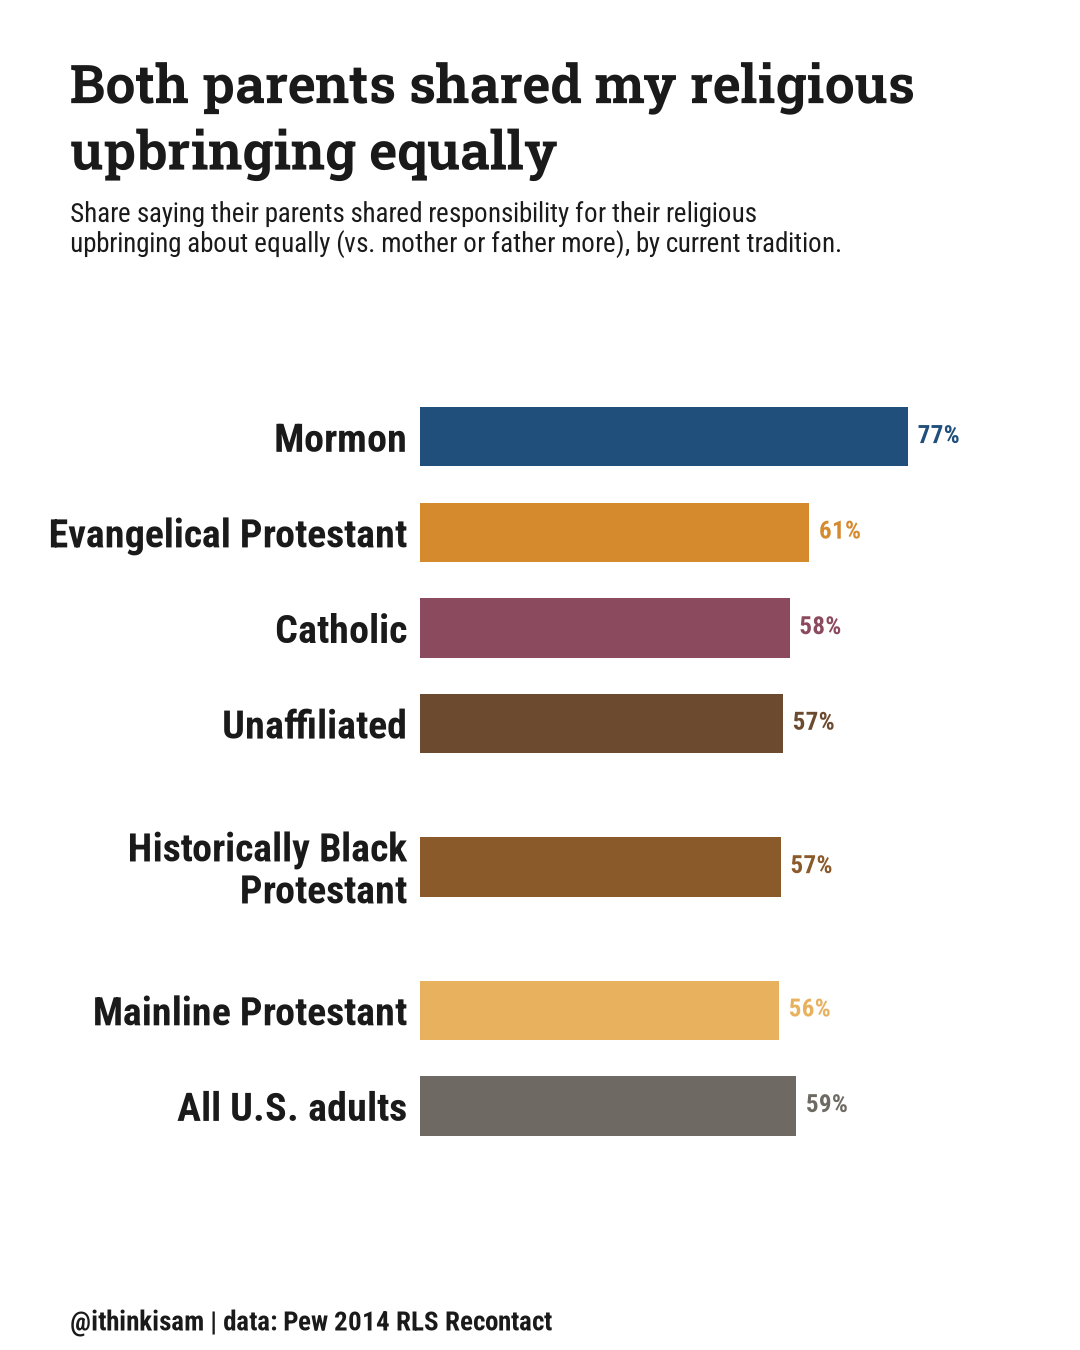 Both parents shared my religious
upbringing equally
Share saying their parents shared responsibility for their religious
upbringing about equally (vs. mother or father more), by current tradition.
Mormon 77%
Evangelical Protestant 61%
Catholic 58%
Unaffiliated 57%
Historically Black
Protestant 57%
Mainline Protestant 56%
All U.S. adults 59%
@ithinkisam | data: Pew 2014 RLS Recontact